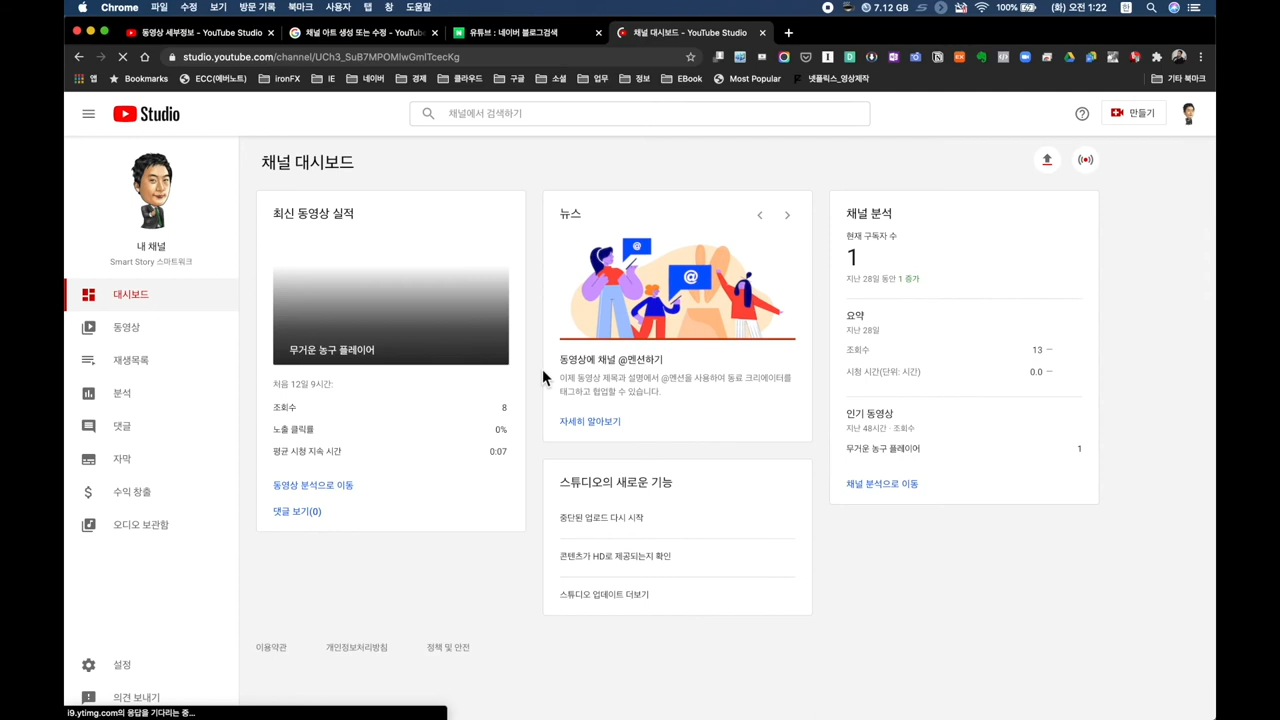 Chrome 파일 수정 보기 방문 기록 북마크 사용자 탭 창 도움말 7.12 GB 100% (화) 오전 1:22 한
동영상 세부정보 - YouTube Studio
채널 아트 생성 또는 수정 - YouTub
유튜브 : 네이버 블로그검색
채널 대시보드 - YouTube Studio
studio.youtube.com/channel/UCh3_SuB7MPOMIwGmITcecKg
앱 Bookmarks ECC(에버노트) ironFX IE 네이버 경제 클라우드 구글 소설 업무 정보 EBook Most Popular 넷플릭스_영상제작 기타 북마크
Studio
채널에서 검색하기
만들기
내 채널
Smart Story 스마트워크
대시보드
동영상
재생목록
분석
댓글
자막
수익 창출
오디오 보관함
설정
의견 보내기
채널 대시보드
최신 동영상 실적
무거운 농구 플레이어
처음 12일 9시간:
조회수 8
노출 클릭률 0%
평균 시청 지속 시간 0:07
동영상 분석으로 이동
댓글 보기(0)
뉴스
동영상에 채널 @멘션하기
이제 동영상 제목과 설명에서 @멘션을 사용하여 동료 크리에이터를
태그하고 협업할 수 있습니다.
자세히 알아보기
스튜디오의 새로운 기능
중단된 업로드 다시 시작
콘텐츠가 HD로 제공되는지 확인
스튜디오 업데이트 더보기
채널 분석
현재 구독자 수
1
지난 28일 동안 1 증가
요약
지난 28일
조회수 13 —
시청 시간(단위: 시간) 0.0 —
인기 동영상
지난 48시간 · 조회수
무거운 농구 플레이어 1
채널 분석으로 이동
이용약관 개인정보처리방침 정책 및 안전
i9.ytimg.com의 응답을 기다리는 중...